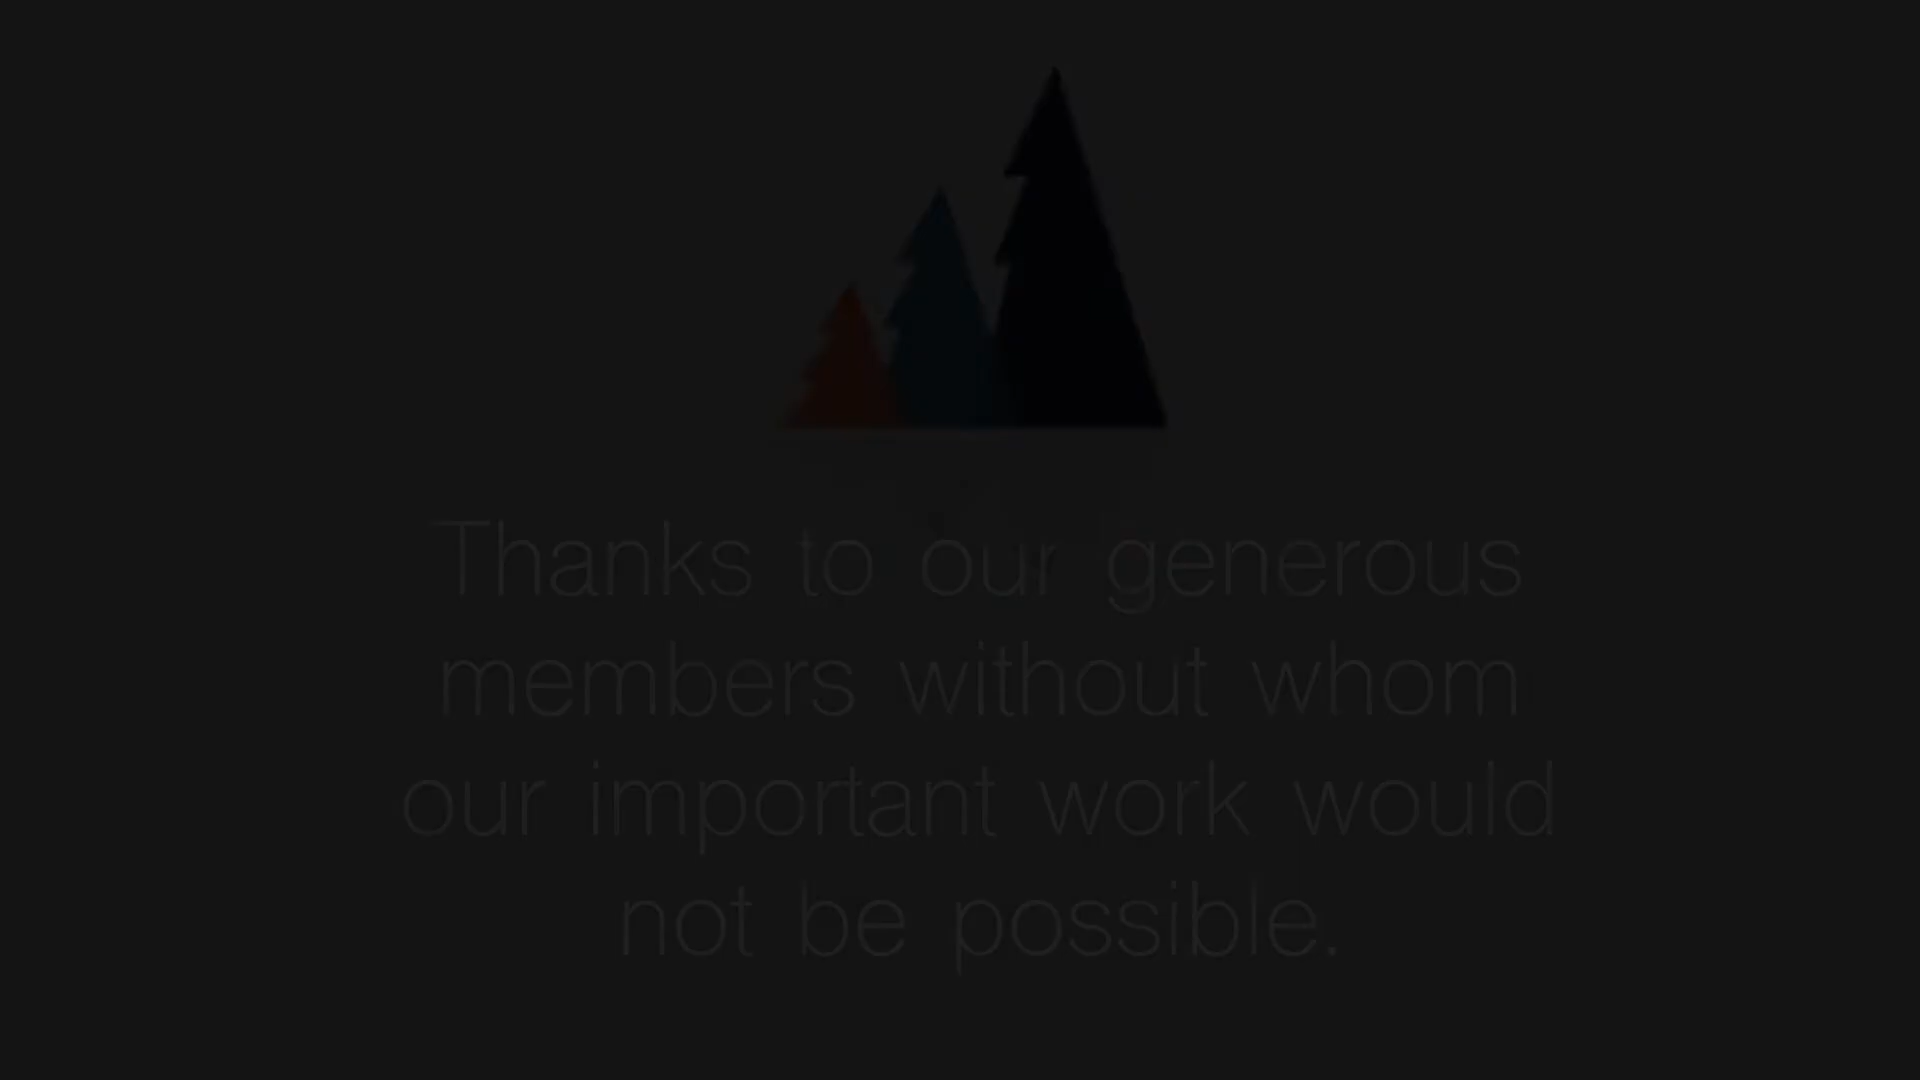 Thanks to our generous
members without whom
our important work would
not be possible.